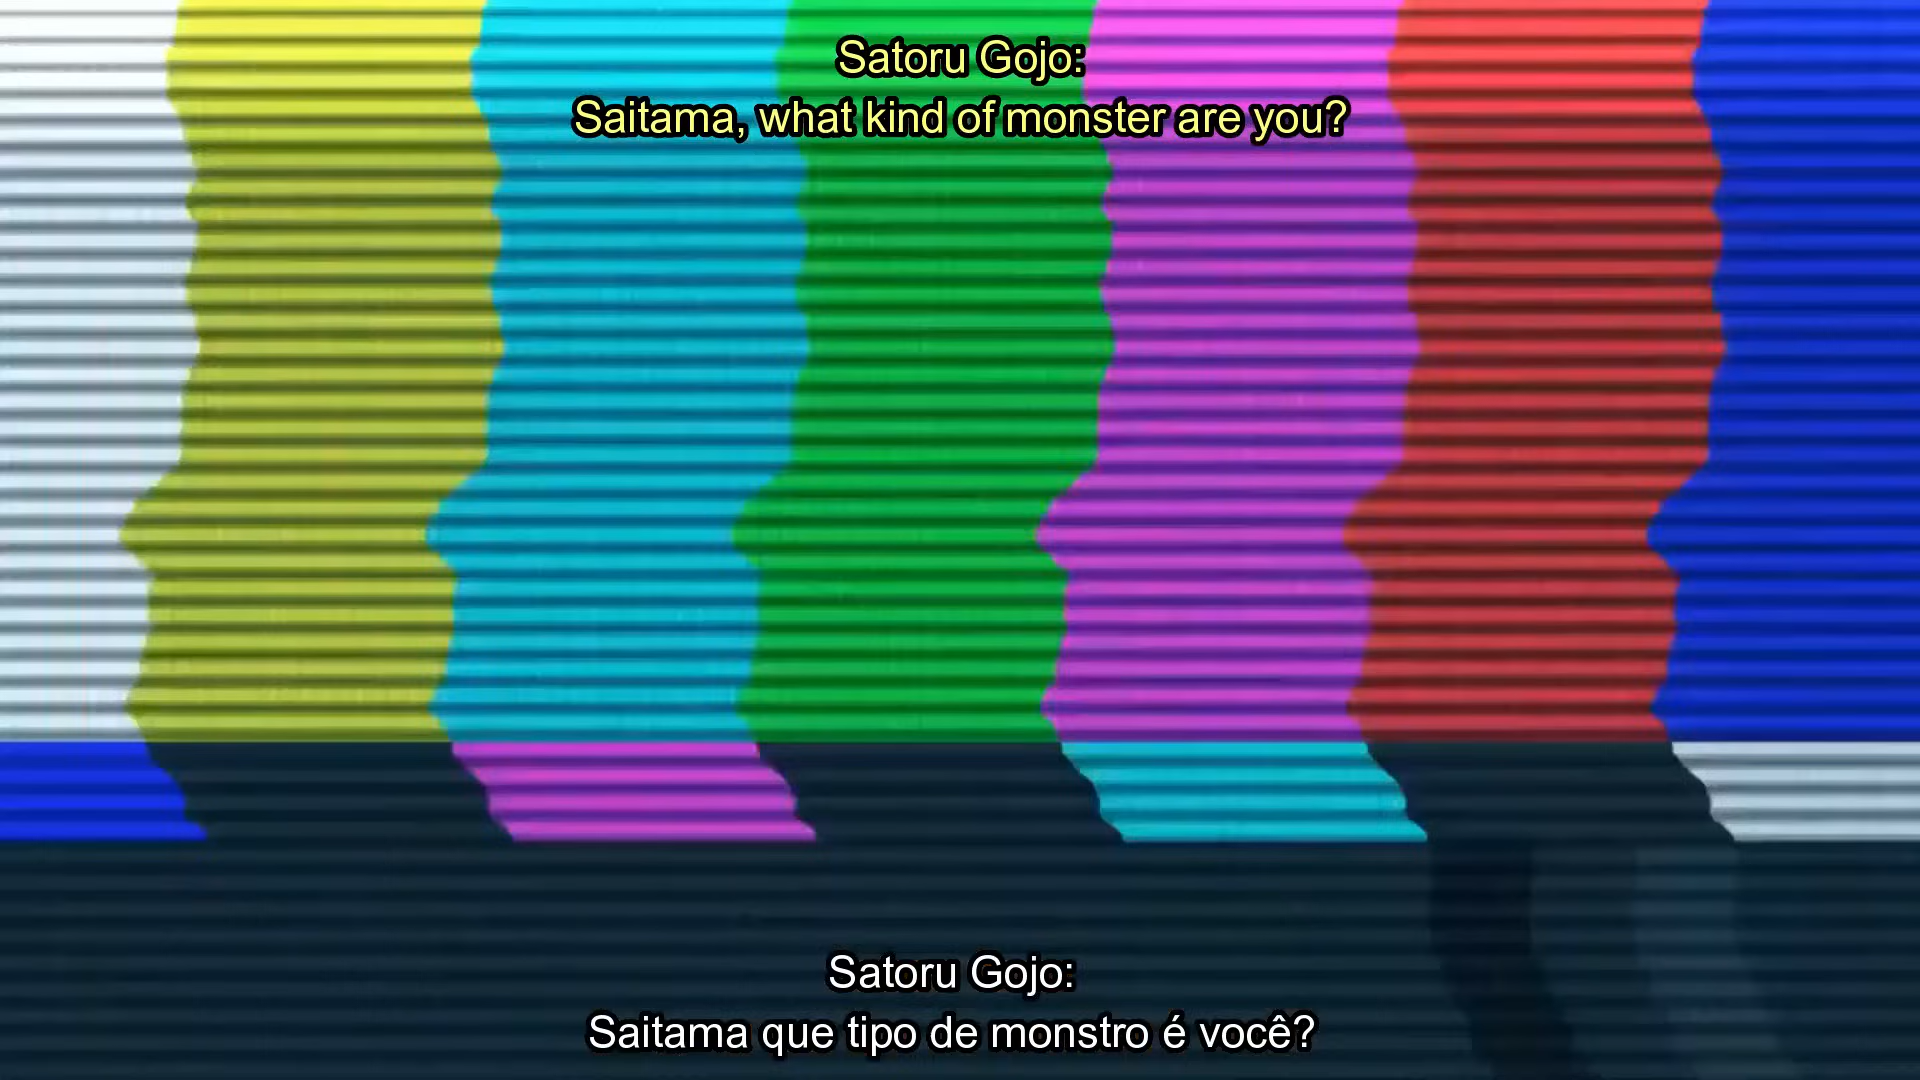 Satoru Gojo:
Saitama, what kind of monster are you?
Satoru Gojo:
Saitama que tipo de monstro é você?